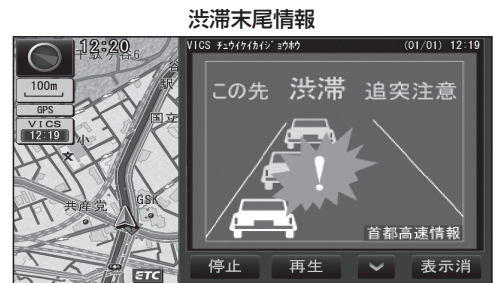 渋滞末尾情報
12:20
VICS チュウイケイカイジョウホウ (01/01) 12:19
100m
GPS
VICS
12:19
この先 渋滞 追突注意
駅
国立
小
共産党
GSK
首都高速情報
ETC
停止 再生 表示消